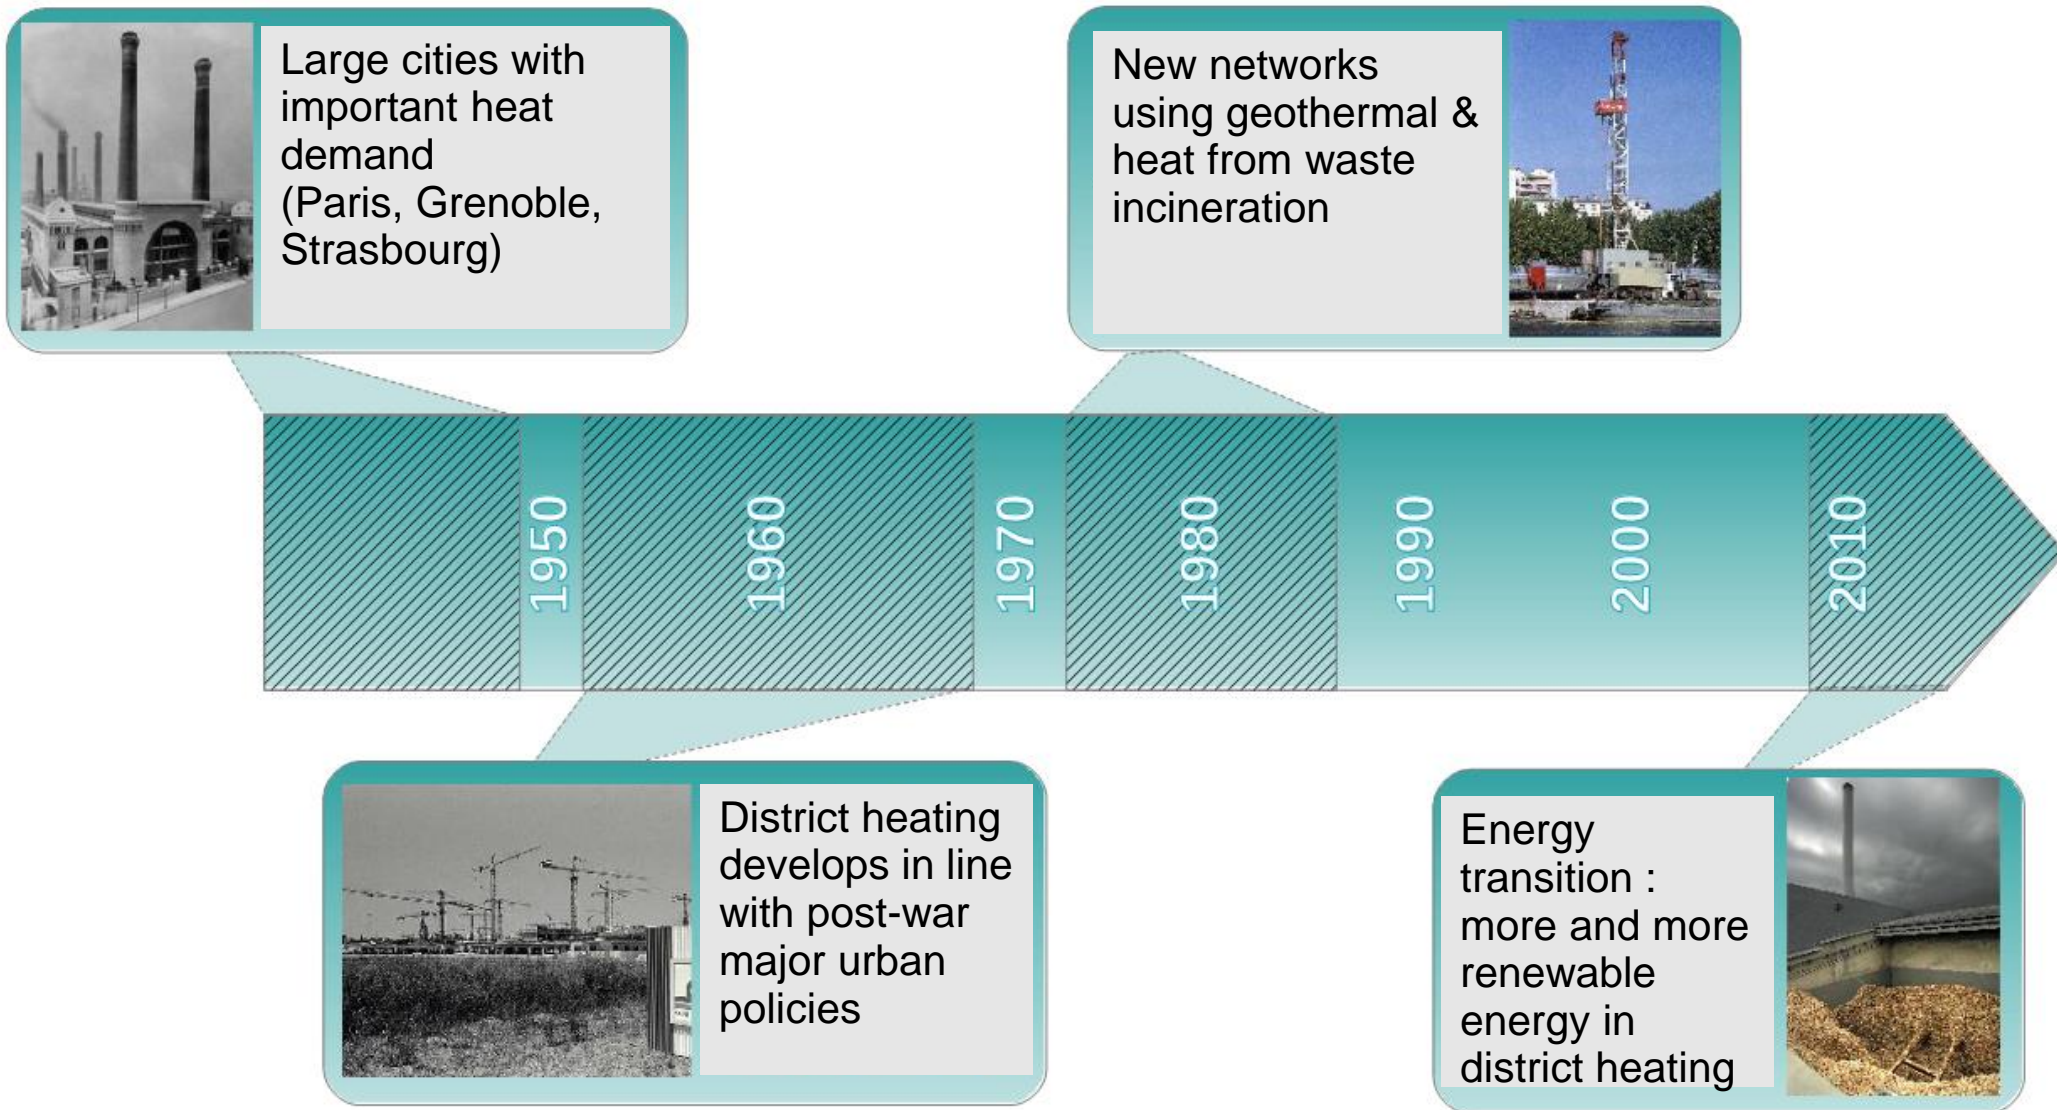 Large cities with
important heat
demand
(Paris, Grenoble,
Strasbourg)
New networks
using geothermal &
heat from waste
incineration
1950
1960
1970
1980
1990
2000
2010
District heating
develops in line
with post-war
major urban
policies
Energy
transition :
more and more
renewable
energy in
district heating